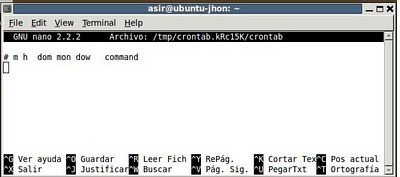 asir@ubuntu-jhon: ~
File Edit View Terminal Help
GNU nano 2.2.2 Archivo: /tmp/crontab.kRc15K/crontab
# m h  dom mon dow   command
^G Ver ayuda ^O Guardar ^R Leer Fich ^Y RePág. ^K Cortar Tex ^C Pos actual
^X Salir ^J Justificar ^W Buscar ^V Pág. Sig. ^U PegarTxt ^T Ortografía